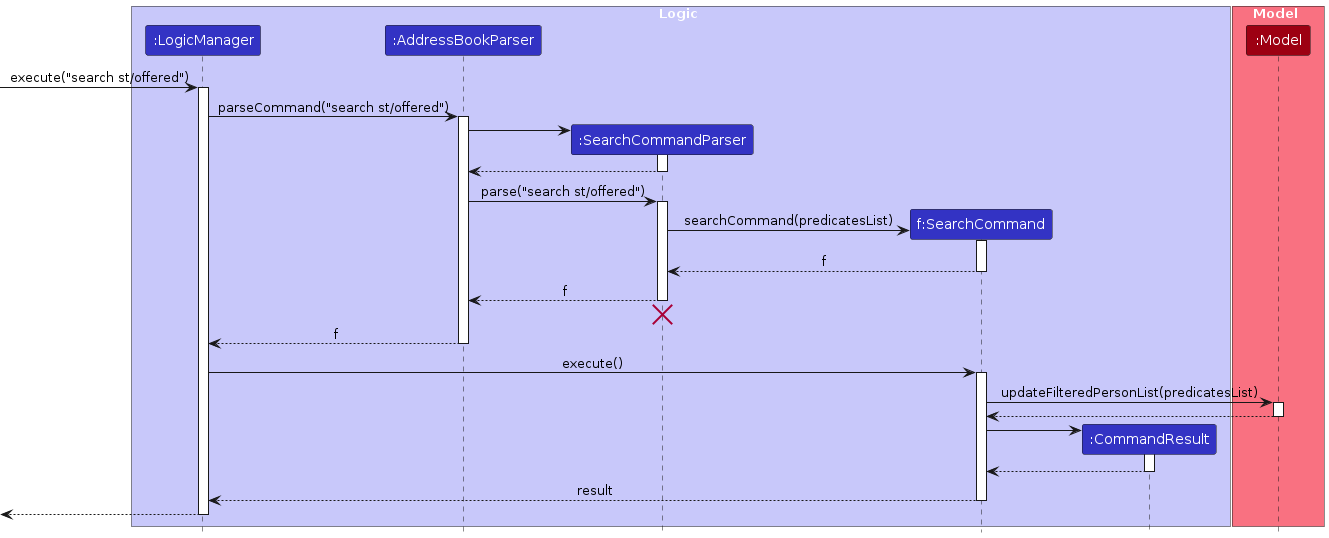 Logic
Model
:LogicManager
:AddressBookParser
:Model
execute("search st/offered")
parseCommand("search st/offered")
:SearchCommandParser
parse("search st/offered")
searchCommand(predicatesList)
f:SearchCommand
f
f
f
execute()
updateFilteredPersonList(predicatesList)
:CommandResult
result